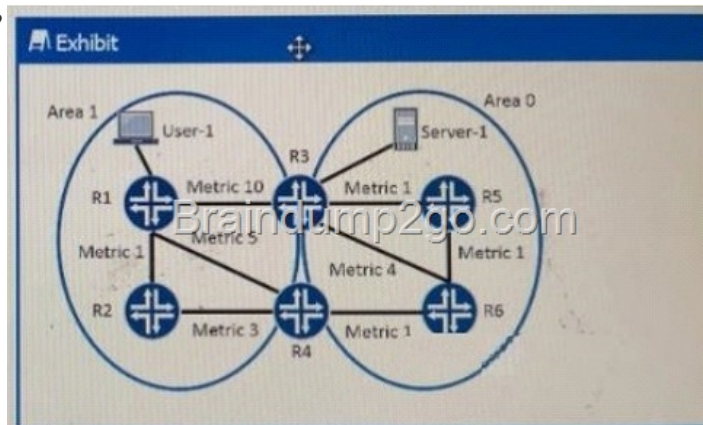 Exhibit
Area 1
Area 0
User-1
Server-1
R3
R1
Metric 10
Metric 1
R5
Braindump2go.com
Metric 5
Metric 1
Metric 4
Metric 1
R2
Metric 3
R4
Metric 1
R6